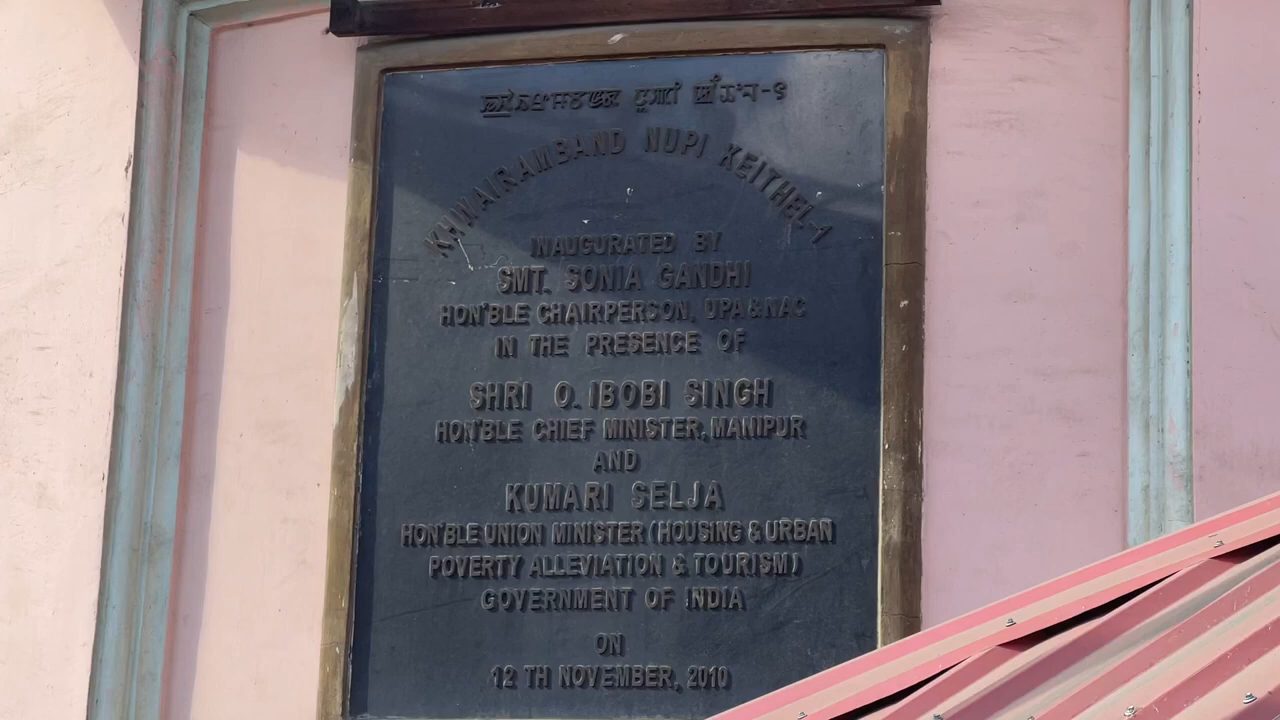 KHWAIRAMBAND NUPI KEITHEL-1
INAUGURATED BY
SMT. SONIA GANDHI
HON'BLE CHAIRPERSON, UPA & NAC
IN THE PRESENCE OF
SHRI O. IBOBI SINGH
HON'BLE CHIEF MINISTER, MANIPUR
AND
KUMARI SELJA
HON'BLE UNION MINISTER (HOUSING & URBAN
POVERTY ALLEVIATION & TOURISM)
GOVERNMENT OF INDIA
ON
12 TH NOVEMBER, 2010